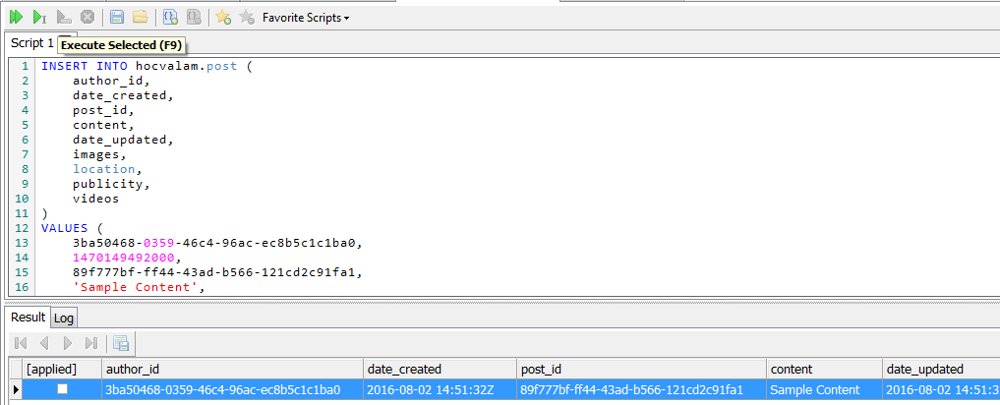 Favorite Scripts
Script 1
Execute Selected (F9)
1 INSERT INTO hocvalam.post (
2 author_id,
3 date_created,
4 post_id,
5 content,
6 date_updated,
7 images,
8 location,
9 publicity,
10 videos
11 )
12 VALUES (
13 3ba50468-0359-46c4-96ac-ec8b5c1c1ba0,
14 1470149492000,
15 89f777bf-ff44-43ad-b566-121cd2c91fa1,
16 'Sample Content',
Result Log
[applied] author_id date_created post_id content date_updated
3ba50468-0359-46c4-96ac-ec8b5c1c1ba0 2016-08-02 14:51:32Z 89f777bf-ff44-43ad-b566-121cd2c91fa1 Sample Content 2016-08-02 14:51:3